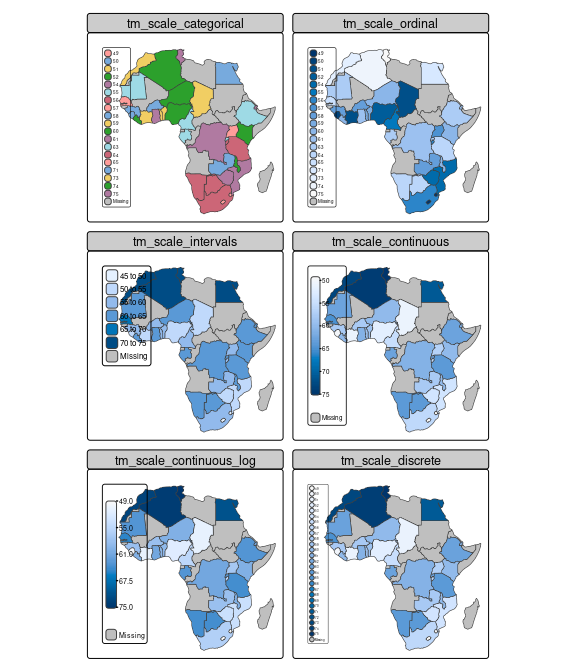 tm_scale_categorical
49
50
51
52
54
55
56
57
58
59
60
61
63
64
65
71
73
74
75
Missing
tm_scale_ordinal
49
50
51
52
54
55
56
57
58
59
60
61
63
64
65
71
73
74
75
Missing
tm_scale_intervals
45 to 50
50 to 55
55 to 60
60 to 65
65 to 70
70 to 75
Missing
tm_scale_continuous
50
55
60
65
70
75
Missing
tm_scale_continuous_log
49.0
55.0
61.0
67.5
75.0
Missing
tm_scale_discrete